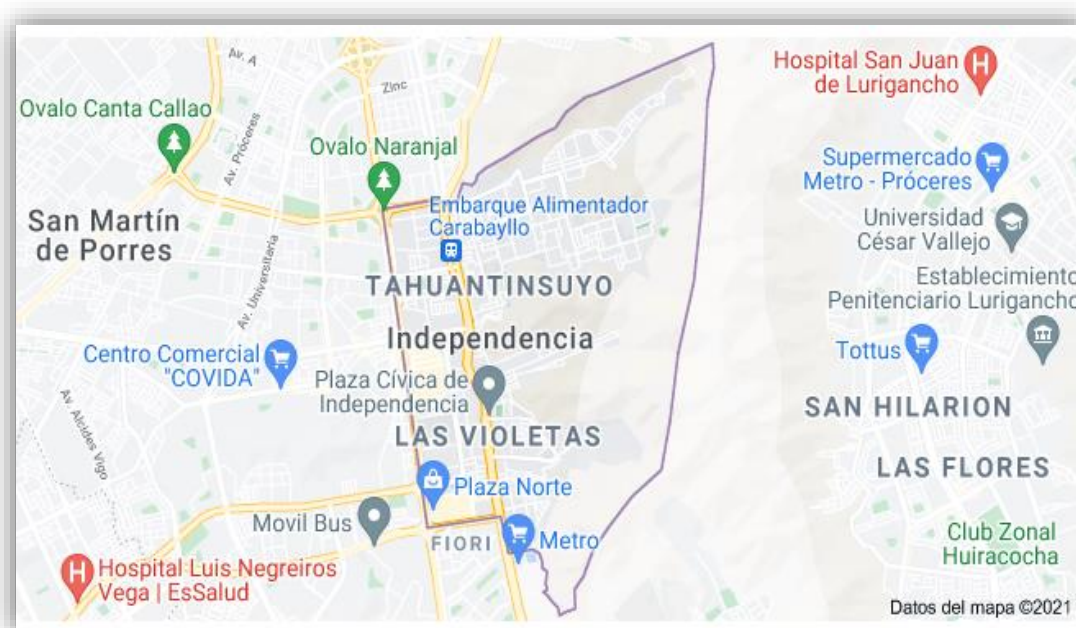 Av. A
Zinc
Hospital San Juan
de Lurigancho
Ovalo Canta Callao
Av. Próceres
Ovalo Naranjal
Supermercado
Metro - Próceres
Embarque Alimentador
Carabayllo
San Martín
de Porres
Universidad
César Vallejo
Av. Universitaria
TAHUANTINSUYO
Establecimiento
Penitenciario Lurigancho
Independencia
Centro Comercial
"COVIDA"
Tottus
Plaza Cívica de
Independencia
Av. Alcides Vigo
SAN HILARION
LAS VIOLETAS
LAS FLORES
Plaza Norte
Movil Bus
FIORI
Metro
Club Zonal
Huiracocha
Hospital Luis Negreiros
Vega | EsSalud
Datos del mapa ©2021